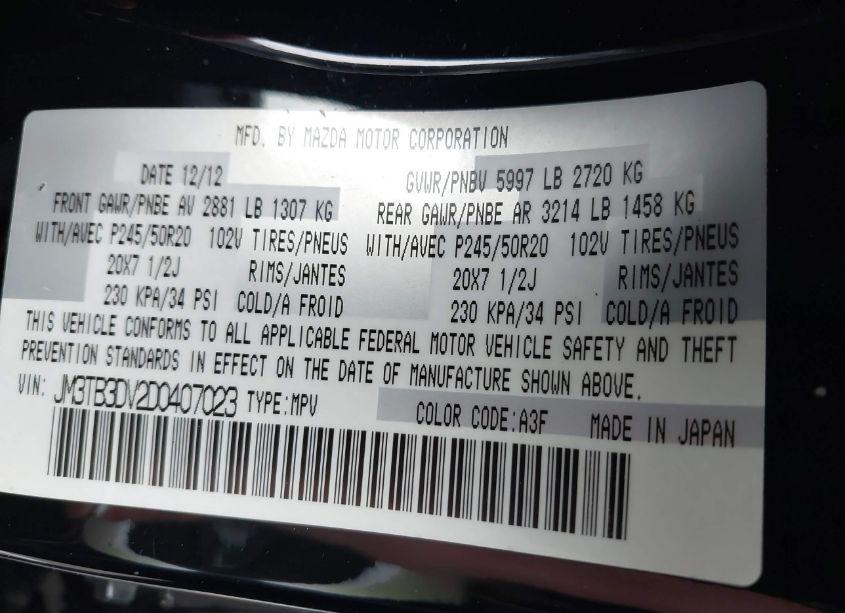 MFD. BY MAZDA MOTOR CORPORATION
DATE 12/12 GVWR/PNBV 5997 LB 2720 KG
FRONT GAWR/PNBE AV 2881 LB 1307 KG REAR GAWR/PNBE AR 3214 LB 1458 KG
WITH/AVEC P245/50R20 102V TIRES/PNEUS WITH/AVEC P245/50R20 102V TIRES/PNEUS
20X7 1/2J RIMS/JANTES 20X7 1/2J RIMS/JANTES
230 KPA/34 PSI COLD/A FROID 230 KPA/34 PSI COLD/A FROID
THIS VEHICLE CONFORMS TO ALL APPLICABLE FEDERAL MOTOR VEHICLE SAFETY AND THEFT
PREVENTION STANDARDS IN EFFECT ON THE DATE OF MANUFACTURE SHOWN ABOVE.
VIN: JM3TB3DV2D0407023 TYPE:MPV COLOR CODE:A3F MADE IN JAPAN